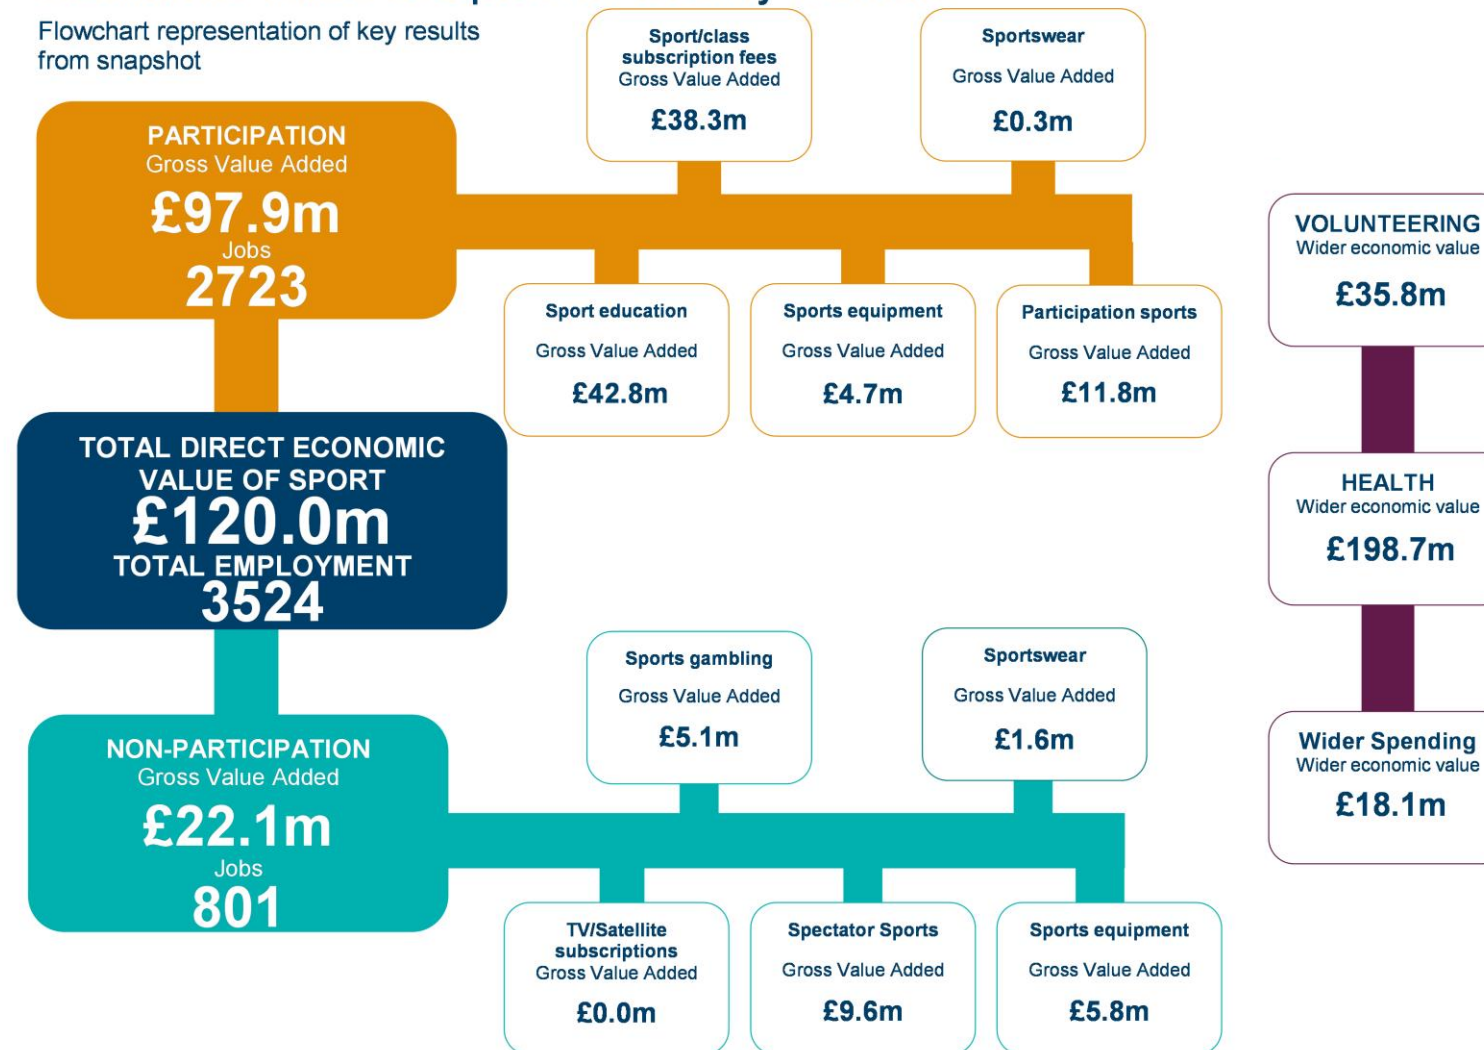 Flowchart representation of key results
from snapshot
Sport/class
subscription fees
Gross Value Added
£38.3m
Sportswear
Gross Value Added
£0.3m
PARTICIPATION
Gross Value Added
£97.9m
Jobs
2723
Sport education
Gross Value Added
£42.8m
Sports equipment
Gross Value Added
£4.7m
Participation sports
Gross Value Added
£11.8m
TOTAL DIRECT ECONOMIC
VALUE OF SPORT
£120.0m
TOTAL EMPLOYMENT
3524
Sports gambling
Gross Value Added
£5.1m
Sportswear
Gross Value Added
£1.6m
NON-PARTICIPATION
Gross Value Added
£22.1m
Jobs
801
TV/Satellite
subscriptions
Gross Value Added
£0.0m
Spectator Sports
Gross Value Added
£9.6m
Sports equipment
Gross Value Added
£5.8m
VOLUNTEERING
Wider economic value
£35.8m
HEALTH
Wider economic value
£198.7m
Wider Spending
Wider economic value
£18.1m